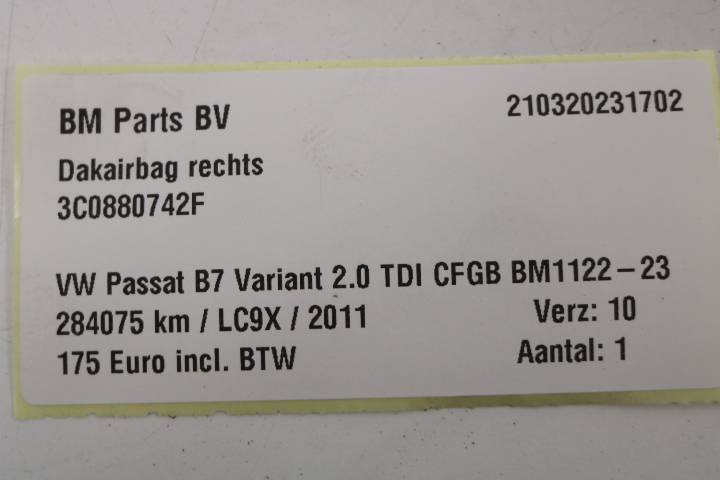 BM Parts BV 210320231702
Dakairbag rechts
3C0880742F
VW Passat B7 Variant 2.0 TDI CFGB BM1122-23
284075 km / LC9X / 2011 Verz: 10
175 Euro incl. BTW Aantal: 1